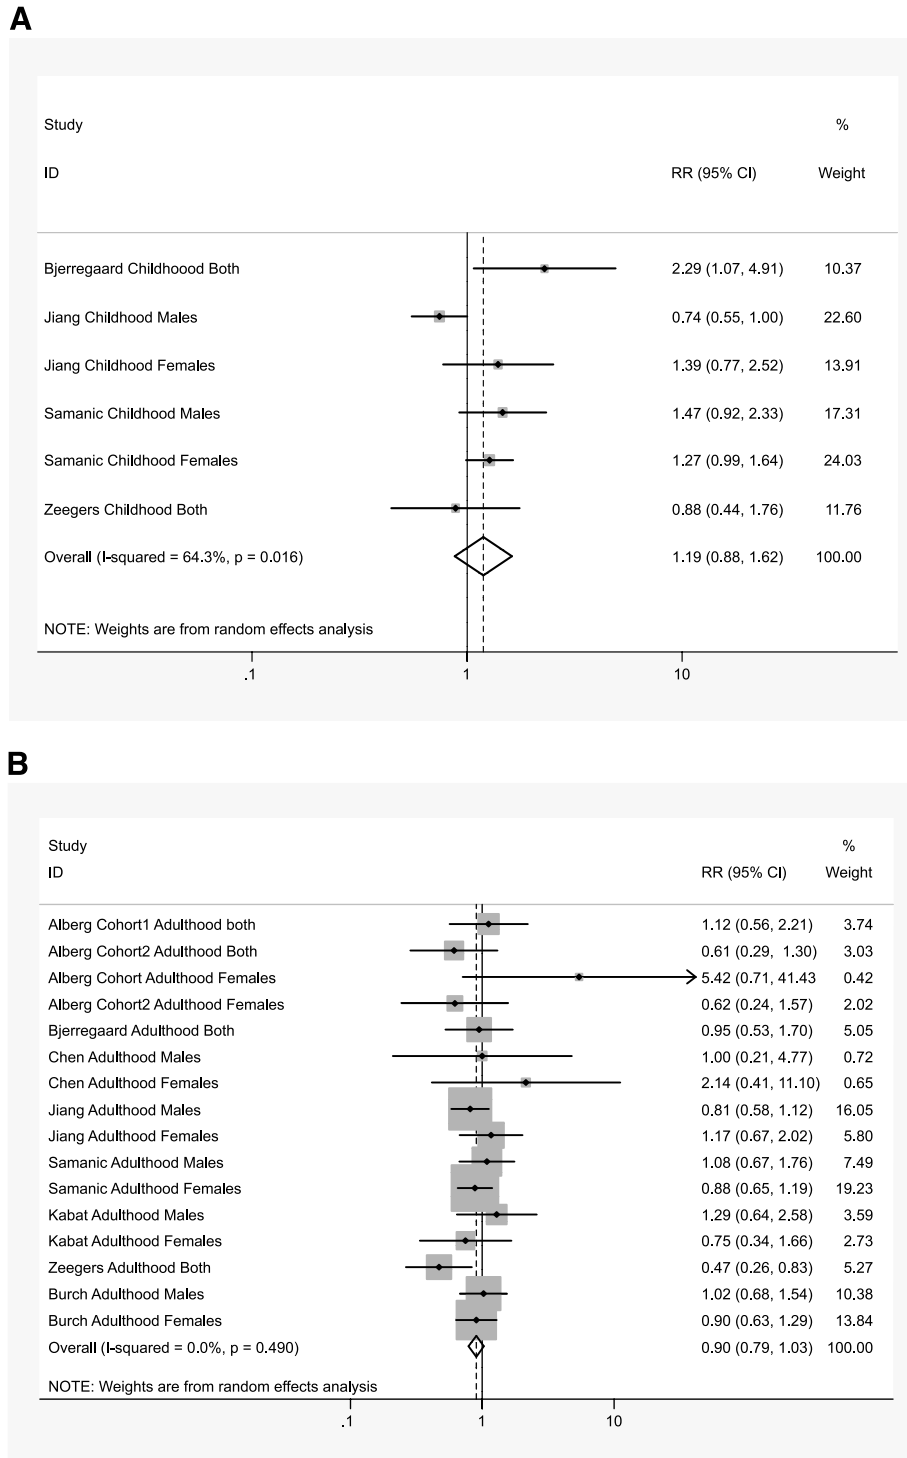 A
Study %
ID RR (95% CI) Weight
Bjerregaard Childhoood Both 2.29 (1.07, 4.91) 10.37
Jiang Childhood Males 0.74 (0.55, 1.00) 22.60
Jiang Childhood Females 1.39 (0.77, 2.52) 13.91
Samanic Childhood Males 1.47 (0.92, 2.33) 17.31
Samanic Childhood Females 1.27 (0.99, 1.64) 24.03
Zeegers Childhood Both 0.88 (0.44, 1.76) 11.76
Overall (I-squared = 64.3%, p = 0.016) 1.19 (0.88, 1.62) 100.00
NOTE: Weights are from random effects analysis
.1 1 10
B
Study %
ID RR (95% CI) Weight
Alberg Cohort1 Adulthood both 1.12 (0.56, 2.21) 3.74
Alberg Cohort2 Adulthood Both 0.61 (0.29, 1.30) 3.03
Alberg Cohort Adulthood Females 5.42 (0.71, 41.43 0.42
Alberg Cohort2 Adulthood Females 0.62 (0.24, 1.57) 2.02
Bjerregaard Adulthood Both 0.95 (0.53, 1.70) 5.05
Chen Adulthood Males 1.00 (0.21, 4.77) 0.72
Chen Adulthood Females 2.14 (0.41, 11.10) 0.65
Jiang Adulthood Males 0.81 (0.58, 1.12) 16.05
Jiang Adulthood Females 1.17 (0.67, 2.02) 5.80
Samanic Adulthood Males 1.08 (0.67, 1.76) 7.49
Samanic Adulthood Females 0.88 (0.65, 1.19) 19.23
Kabat Adulthood Males 1.29 (0.64, 2.58) 3.59
Kabat Adulthood Females 0.75 (0.34, 1.66) 2.73
Zeegers Adulthood Both 0.47 (0.26, 0.83) 5.27
Burch Adulthood Males 1.02 (0.68, 1.54) 10.38
Burch Adulthood Females 0.90 (0.63, 1.29) 13.84
Overall (I-squared = 0.0%, p = 0.490) 0.90 (0.79, 1.03) 100.00
NOTE: Weights are from random effects analysis
.1 1 10